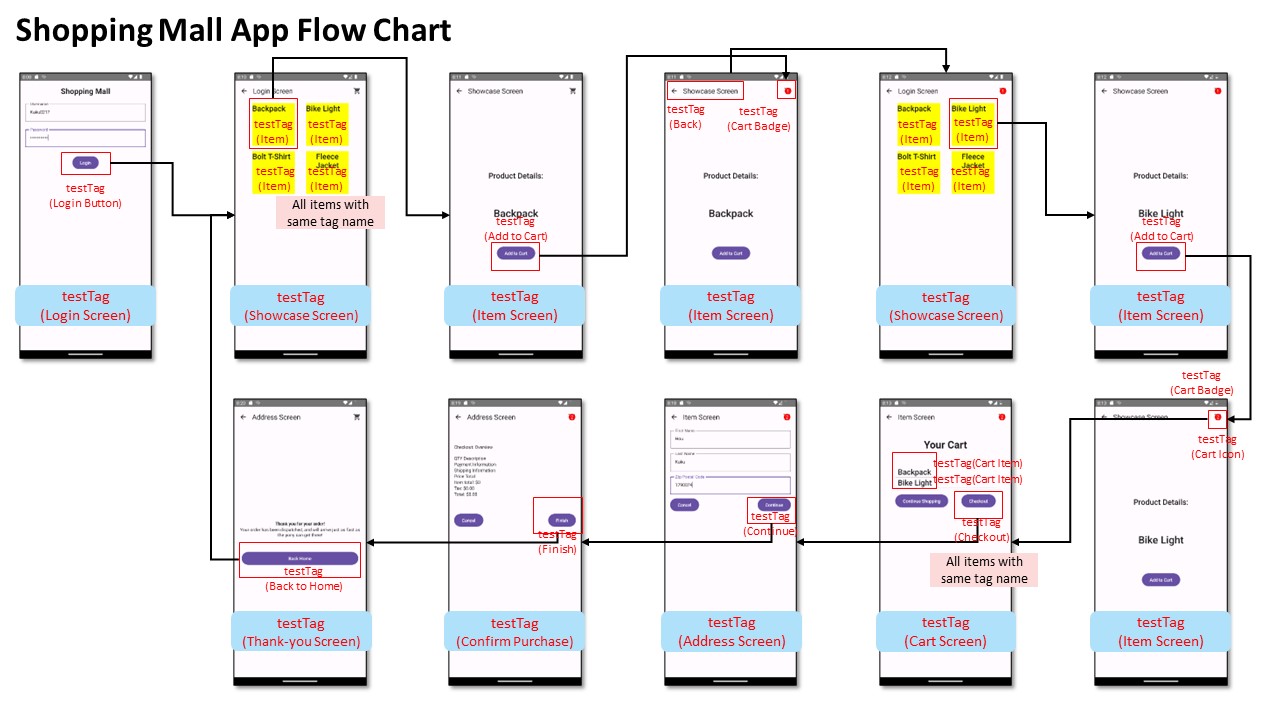 Shopping Mall App Flow Chart
Shopping Mall
Username
Password
Login
testTag
(Login Button)
testTag
(Login Screen)
Login Screen
Backpack
testTag
(Item)
Bike Light
testTag
(Item)
Bolt T-Shirt
testTag
(Item)
Fleece
Jacket
testTag
(Item)
All items with
same tag name
testTag
(Showcase Screen)
Showcase Screen
Product Details:
Backpack
testTag
(Add to Cart)
Add to Cart
testTag
(Item Screen)
Showcase Screen
testTag
(Back)
testTag
(Cart Badge)
Product Details:
Backpack
Add to Cart
testTag
(Item Screen)
Login Screen
Backpack
testTag
(Item)
Bike Light
testTag
(Item)
Bolt T-Shirt
testTag
(Item)
Fleece
Jacket
testTag
(Item)
testTag
(Showcase Screen)
Showcase Screen
Product Details:
Bike Light
testTag
(Add to Cart)
Add to Cart
testTag
(Item Screen)
Address Screen
Thank you for your order!
Your order has been dispatched, and will arrive just as fast as
the pony can get there!
Back Home
testTag
(Back to Home)
testTag
(Thank-you Screen)
Address Screen
Checkout: Overview
QTY Description
Payment Information
Shipping Information
Price Total
Item total: $0
Tax: $0.00
Total: $0.00
Cancel
Finish
testTag
(Finish)
testTag
(Confirm Purchase)
Item Screen
First Name
Last Name
Kuku
Zip/Postal Code
Cancel
Continue
testTag
(Continue)
testTag
(Address Screen)
Item Screen
Your Cart
Backpack
Bike Light
testTag(Cart Item)
testTag(Cart Item)
Continue Shopping
Checkout
testTag
(Checkout)
All items with
same tag name
testTag
(Cart Screen)
testTag
(Cart Badge)
Showcase Screen
testTag
(Cart Icon)
Product Details:
Bike Light
Add to Cart
testTag
(Item Screen)